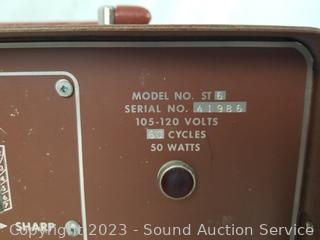 MODEL NO. ST 6
SERIAL NO. 41986
105-120 VOLTS
60 CYCLES
50 WATTS
SHARP
Copyright 2023 - Sound Auction Service